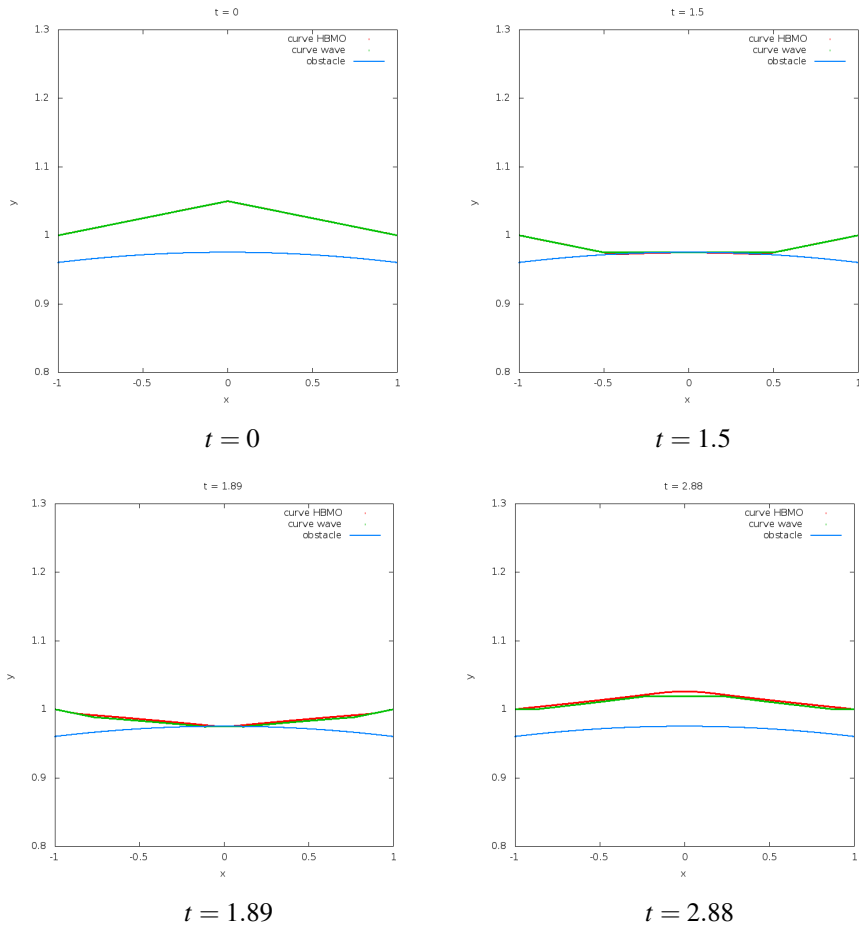 t = 0
curve HBMO
curve wave
obstacle
1.3
1.2
1.1
1
0.9
0.8
y
-1
-0.5
0
0.5
1
x
t = 0
t = 1.5
curve HBMO
curve wave
obstacle
1.3
1.2
1.1
1
0.9
0.8
y
-1
-0.5
0
0.5
1
x
t = 1.5
t = 1.89
curve HBMO
curve wave
obstacle
1.3
1.2
1.1
1
0.9
0.8
y
-1
-0.5
0
0.5
1
x
t = 1.89
t = 2.88
curve HBMO
curve wave
obstacle
1.3
1.2
1.1
1
0.9
0.8
y
-1
-0.5
0
0.5
1
x
t = 2.88